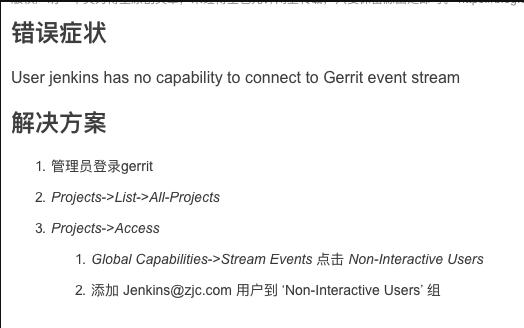 错误症状
User jenkins has no capability to connect to Gerrit event stream
解决方案
1. 管理员登录gerrit
2. Projects->List->All-Projects
3. Projects->Access
1. Global Capabilities->Stream Events 点击 Non-Interactive Users
2. 添加 Jenkins@zjc.com 用户到 ‘Non-Interactive Users’ 组